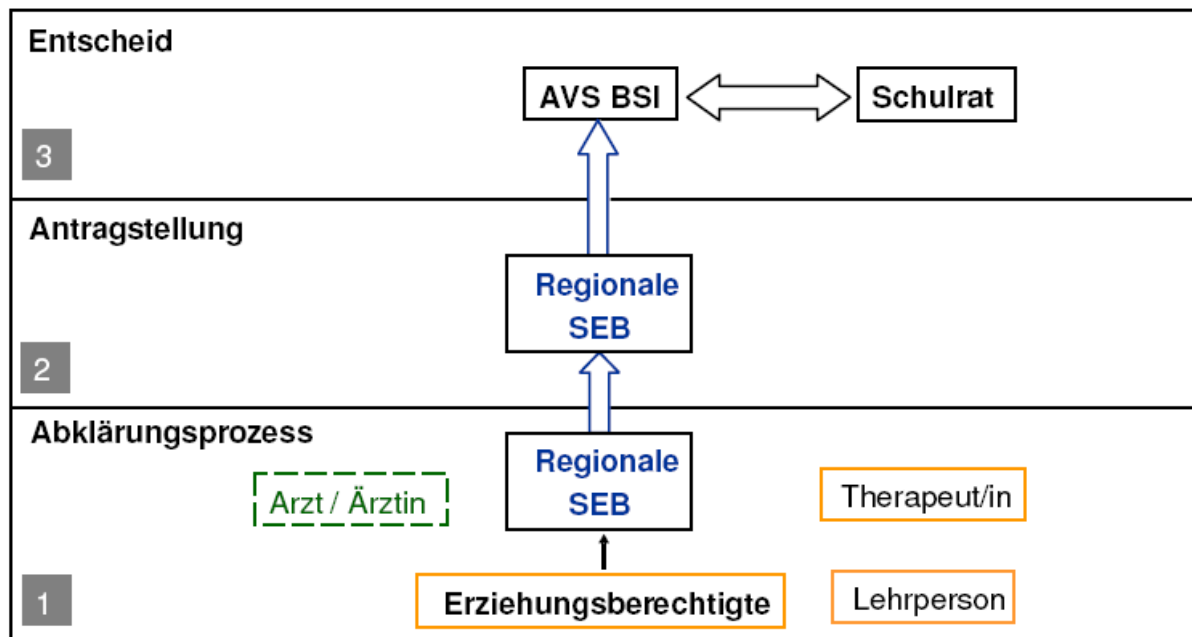 Entscheid
AVS BSI
Schulrat
3
Antragstellung
Regionale
SEB
2
Abklärungsprozess
Regionale
SEB
Arzt / Ärztin
Therapeut/in
1
Erziehungsberechtigte
Lehrperson